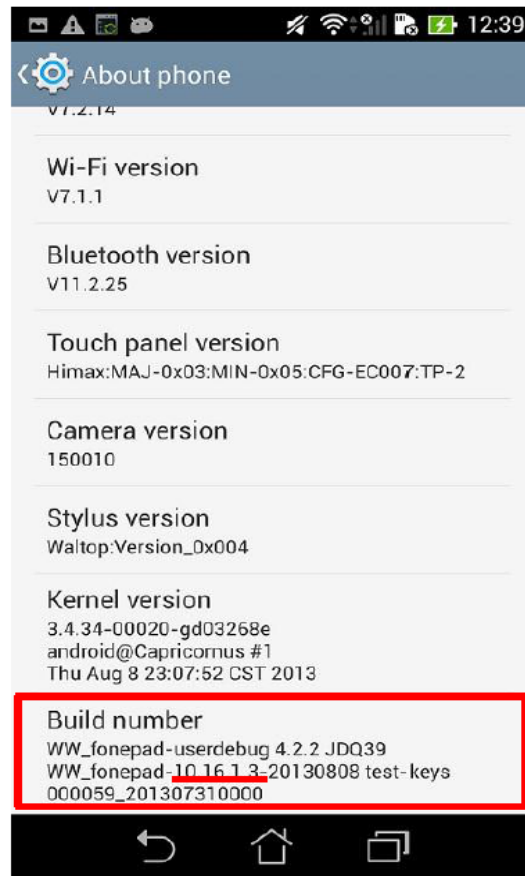 12:39
About phone
V7.2.14
Wi-Fi version
V7.1.1
Bluetooth version
V11.2.25
Touch panel version
Himax:MAJ-0x03:MIN-0x05:CFG-EC007:TP-2
Camera version
150010
Stylus version
Waltop:Version_0x004
Kernel version
3.4.34-00020-gd03268e
android@Capricornus #1
Thu Aug 8 23:07:52 CST 2013
Build number
WW_fonepad-userdebug 4.2.2 JDQ39
WW_fonepad-10.16.1.3-20130808 test-keys
000059_201307310000